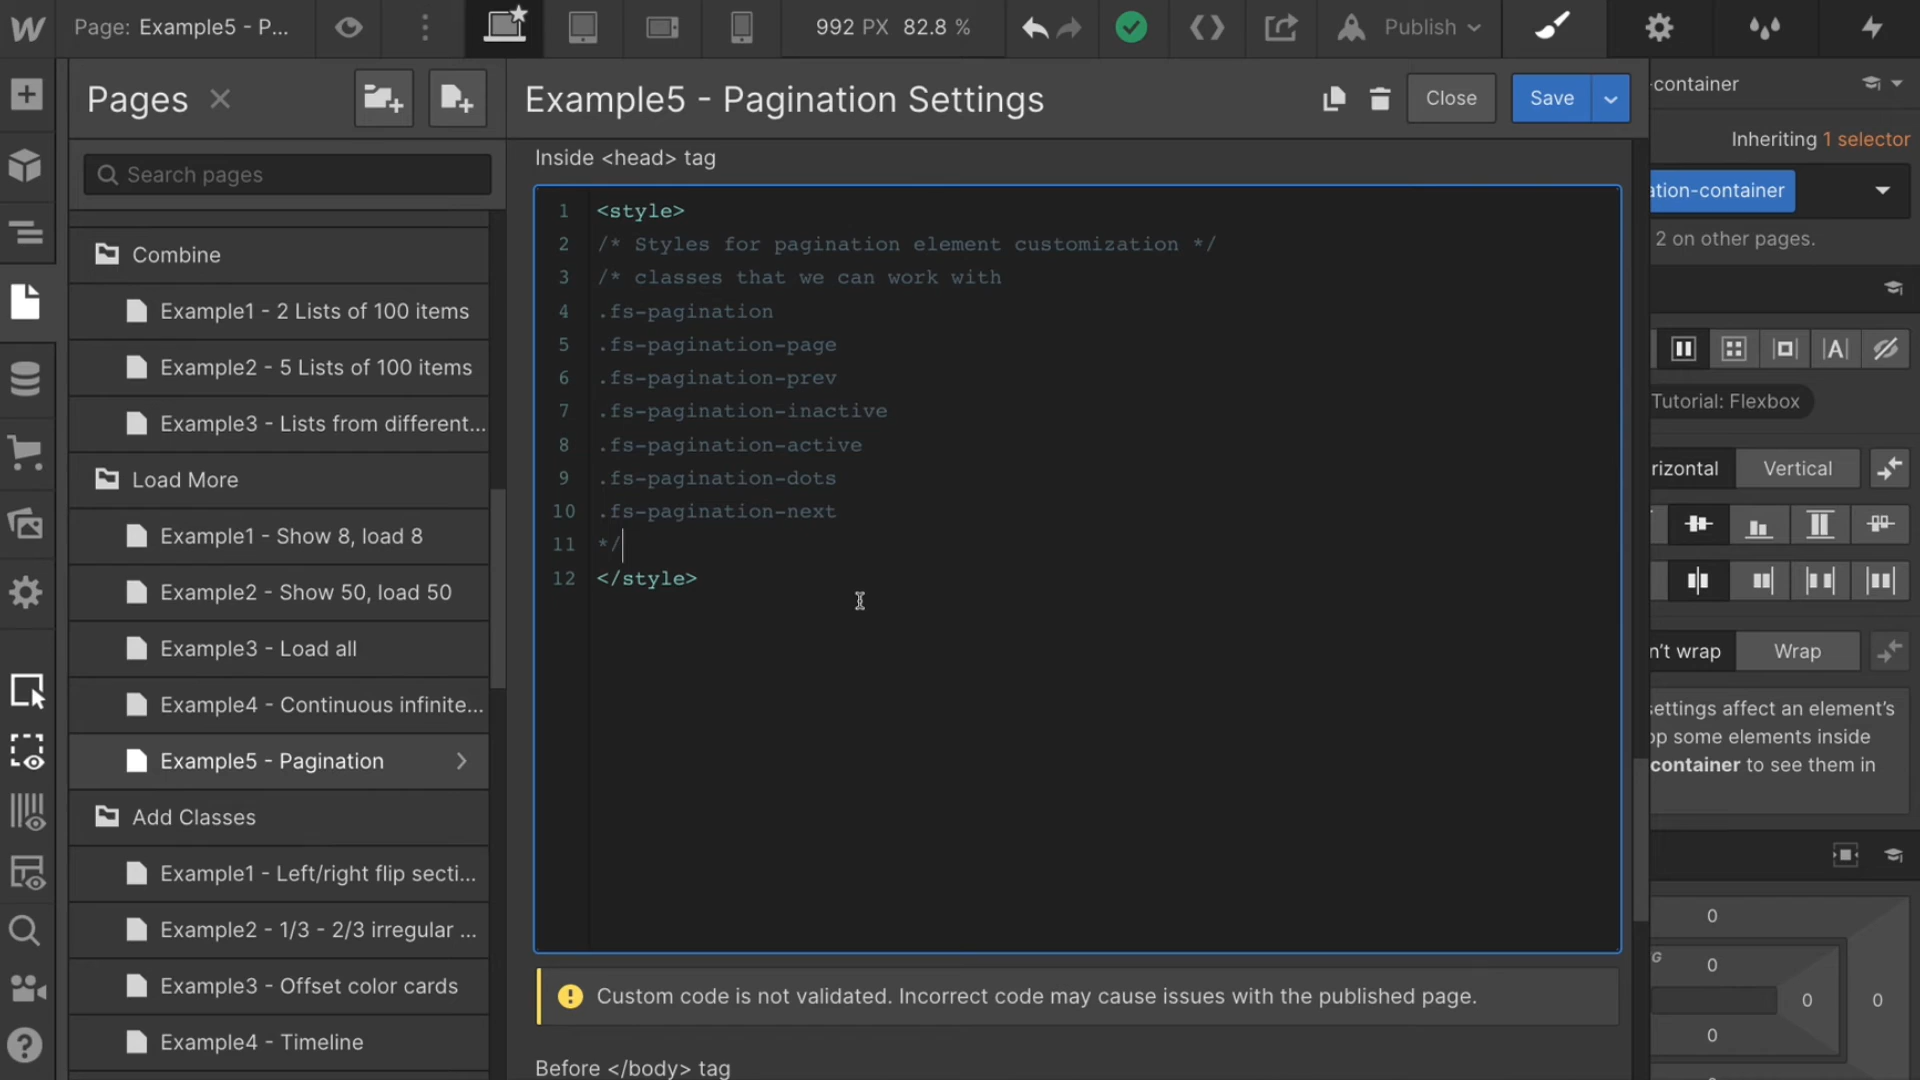 Page: Example5 - P...
992 PX 82.8 %
Publish
Pages
Search pages
Combine
Example1 - 2 Lists of 100 items
Example2 - 5 Lists of 100 items
Example3 - Lists from different...
Load More
Example1 - Show 8, load 8
Example2 - Show 50, load 50
Example3 - Load all
Example4 - Continuous infinite...
Example5 - Pagination
Add Classes
Example1 - Left/right flip secti...
Example2 - 1/3 - 2/3 irregular ...
Example3 - Offset color cards
Example4 - Timeline
Example5 - Pagination Settings
Close
Save
Inside <head> tag
1 <style>
2 /* Styles for pagination element customization */
3 /* classes that we can work with
4 .fs-pagination
5 .fs-pagination-page
6 .fs-pagination-prev
7 .fs-pagination-inactive
8 .fs-pagination-active
9 .fs-pagination-dots
10 .fs-pagination-next
11 */
12 </style>
Custom code is not validated. Incorrect code may cause issues with the published page.
Before </body> tag
-container
Inheriting 1 selector
ation-container
2 on other pages.
Tutorial: Flexbox
rizontal
Vertical
n't wrap
Wrap
settings affect an element's
op some elements inside
container to see them in
0
G
0
0
0
0